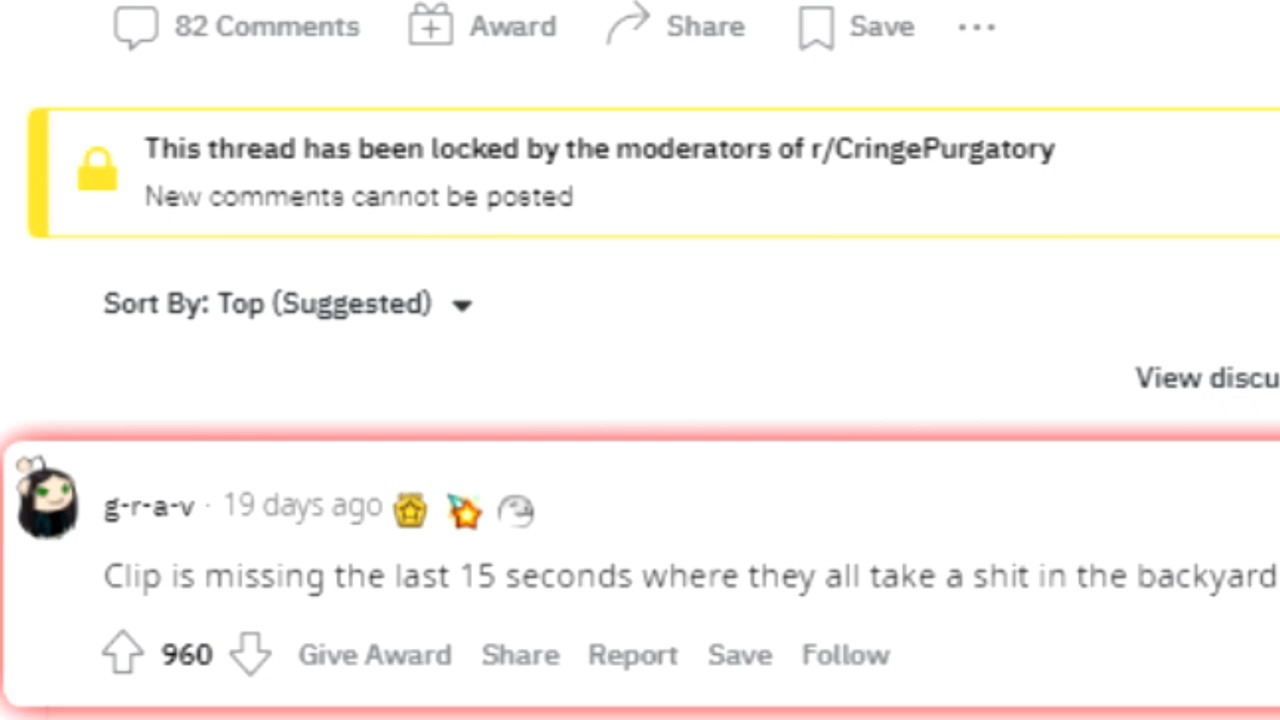 82 Comments Award Share Save
This thread has been locked by the moderators of r/CringePurgatory
New comments cannot be posted
Sort By: Top (Suggested)
View discu
g-r-a-v · 19 days ago
Clip is missing the last 15 seconds where they all take a shit in the backyard
960 Give Award Share Report Save Follow